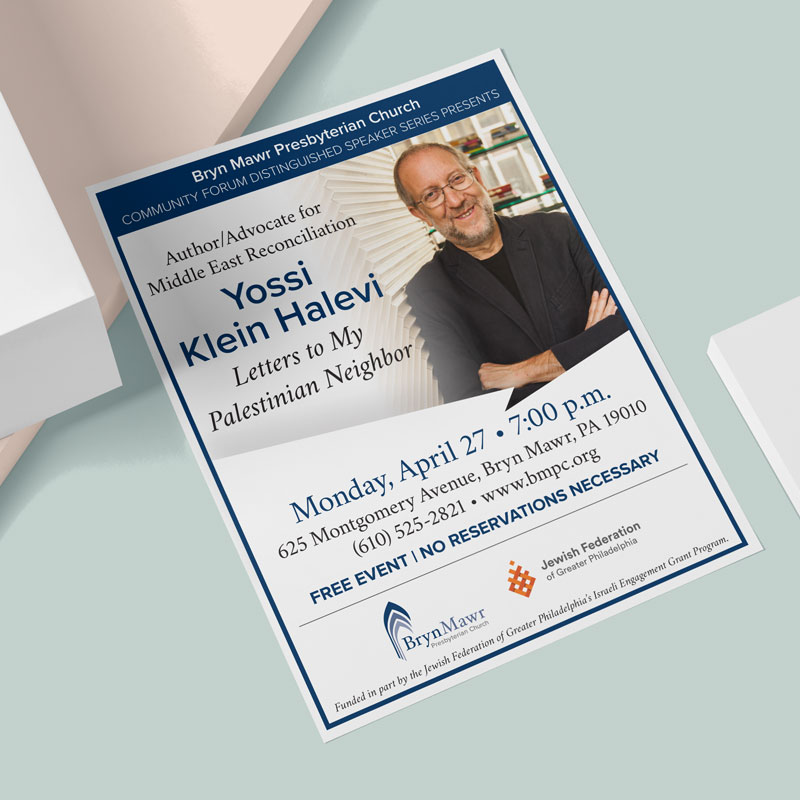 Bryn Mawr Presbyterian Church
COMMUNITY FORUM DISTINGUISHED SPEAKER SERIES PRESENTS
Author/Advocate for
Middle East Reconciliation
Yossi
Klein Halevi
Letters to My
Palestinian Neighbor
Monday, April 27 • 7:00 p.m.
625 Montgomery Avenue, Bryn Mawr, PA 19010
(610) 525-2821 • www.bmpc.org
FREE EVENT | NO RESERVATIONS NECESSARY
BrynMawr
Presbyterian Church
Jewish Federation
of Greater Philadelphia
Funded in part by the Jewish Federation of Greater Philadelphia's Israeli Engagement Grant Program.